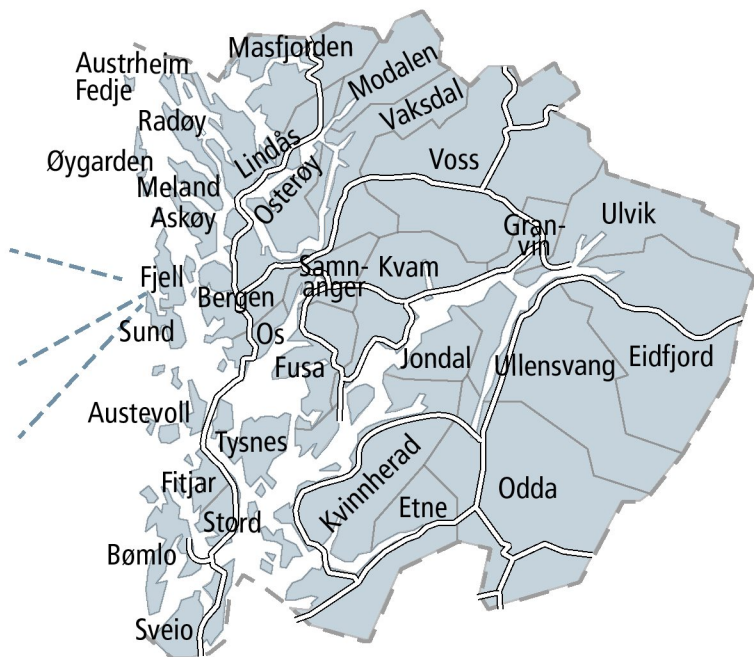 Masfjorden
Austrheim
Fedje
Modalen
Vaksdal
Radøy
Lindås
Voss
Øygarden
Meland
Osterøy
Askøy
Gran-
vin
Ulvik
Fjell
Bergen
Samn-
anger
Kvam
Sund
Os
Fusa
Jondal
Ullensvang
Eidfjord
Austevoll
Tysnes
Fitjar
Kvinnherad
Stord
Etne
Odda
Bømlo
Sveio